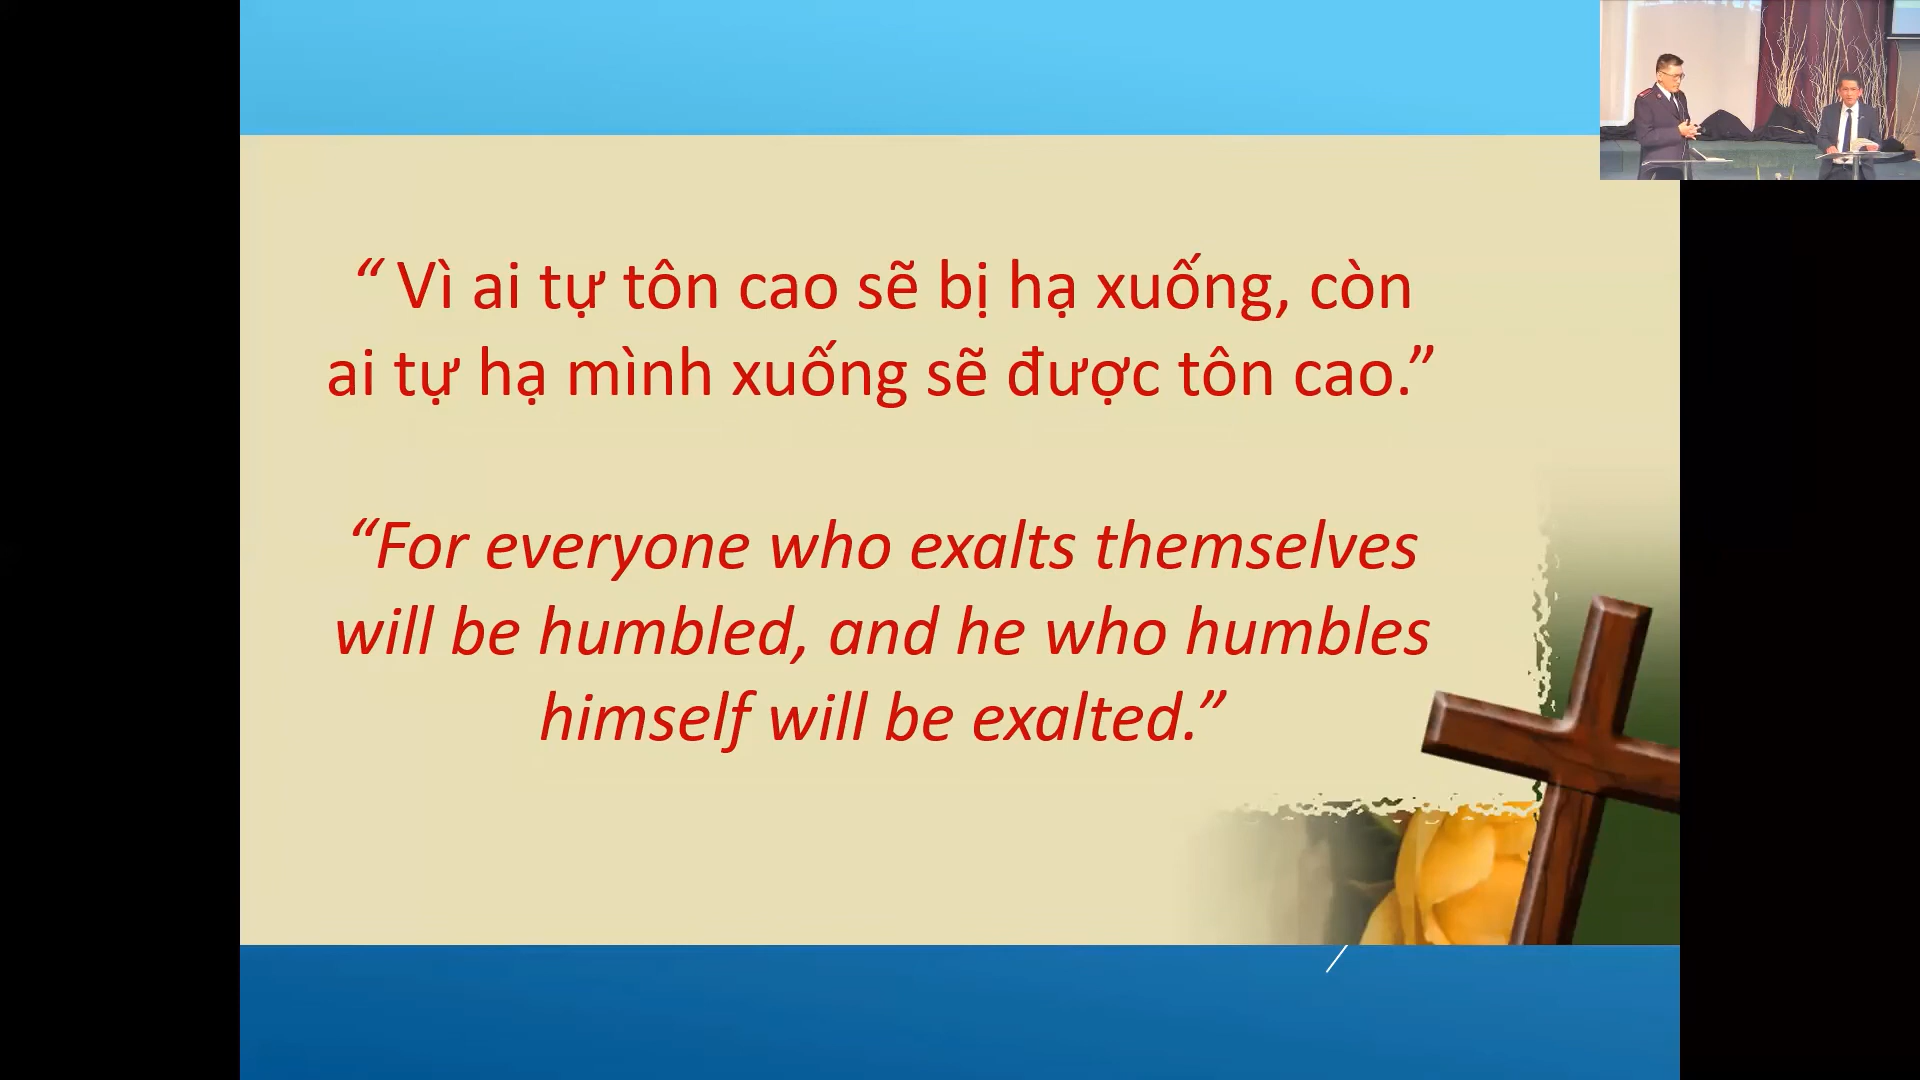 “ Vì ai tự tôn cao sẽ bị hạ xuống, còn
ai tự hạ mình xuống sẽ được tôn cao.”
“For everyone who exalts themselves
will be humbled, and he who humbles
himself will be exalted.”